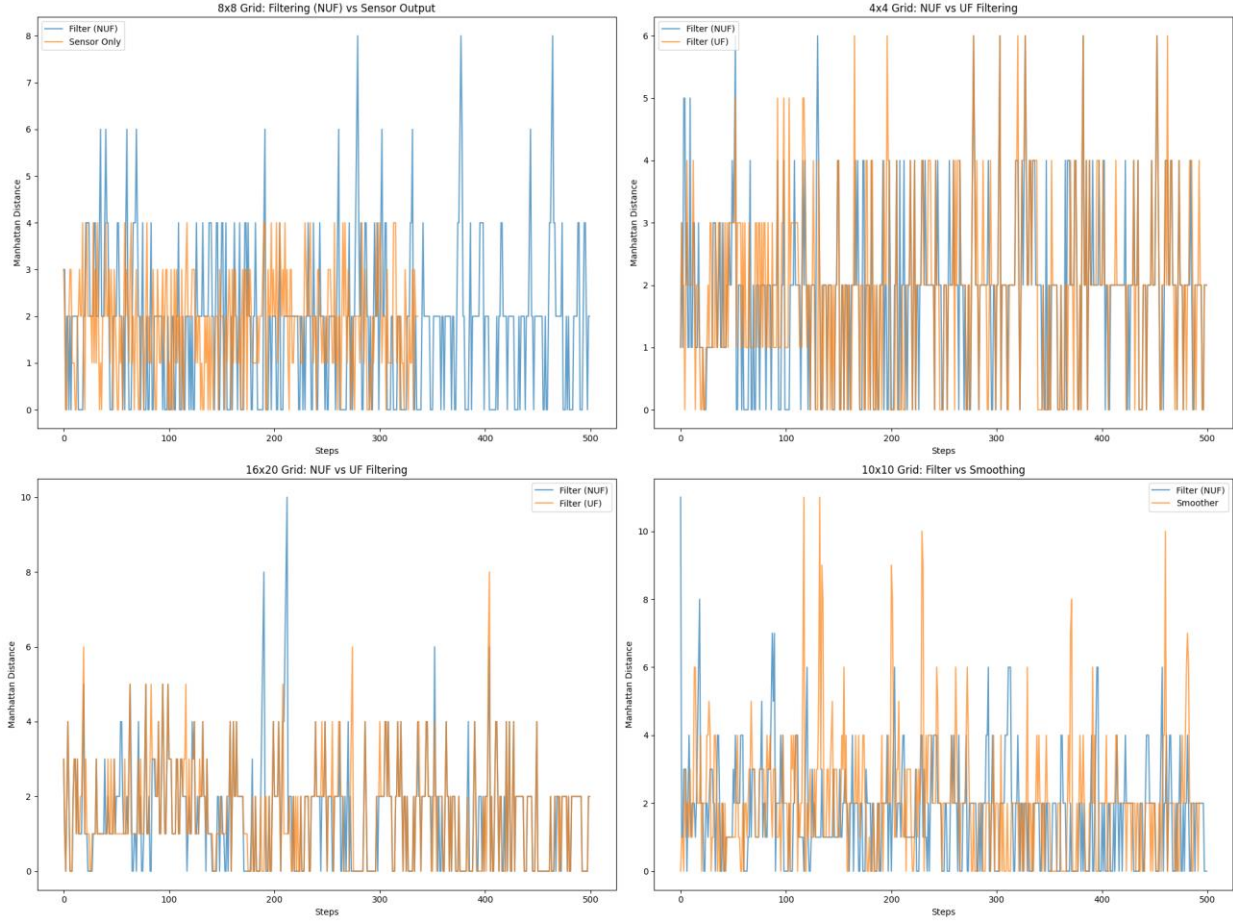 8x8 Grid: Filtering (NUF) vs Sensor Output
Filter (NUF)
Sensor Only
8
7
6
5
4
3
2
1
0
Manhattan Distance
0 100 200 300 400 500
Steps
4x4 Grid: NUF vs UF Filtering
Filter (NUF)
Filter (UF)
6
5
4
3
2
1
0
Manhattan Distance
0 100 200 300 400 500
Steps
16x20 Grid: NUF vs UF Filtering
Filter (NUF)
Filter (UF)
10
8
6
4
2
0
Manhattan Distance
0 100 200 300 400 500
Steps
10x10 Grid: Filter vs Smoothing
Filter (NUF)
Smoother
10
8
6
4
2
0
Manhattan Distance
0 100 200 300 400 500
Steps